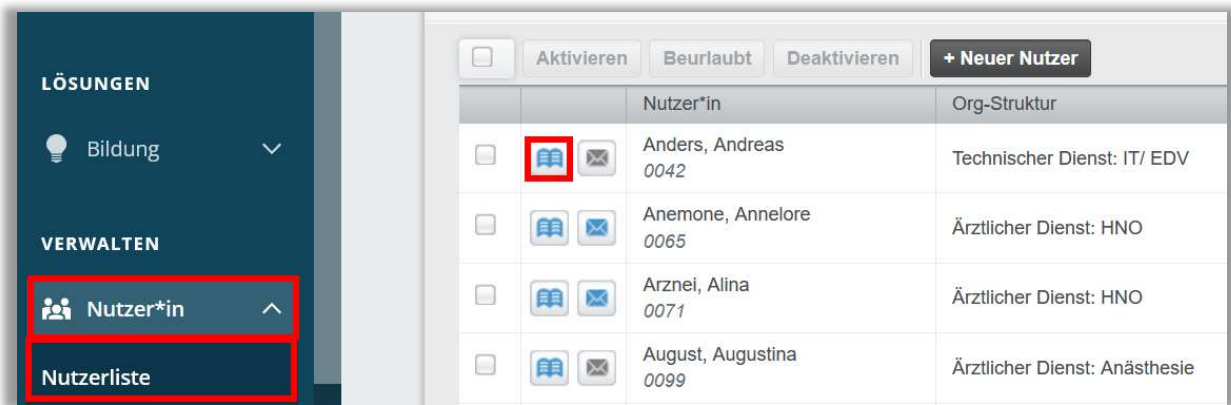 LÖSUNGEN
Bildung
VERWALTEN
Nutzer*in
Nutzerliste
Aktivieren Beurlaubt Deaktivieren + Neuer Nutzer
Nutzer*in Org-Struktur
Anders, Andreas
0042
Technischer Dienst: IT/ EDV
Anemone, Annelore
0065
Ärztlicher Dienst: HNO
Arznei, Alina
0071
Ärztlicher Dienst: HNO
August, Augustina
0099
Ärztlicher Dienst: Anästhesie